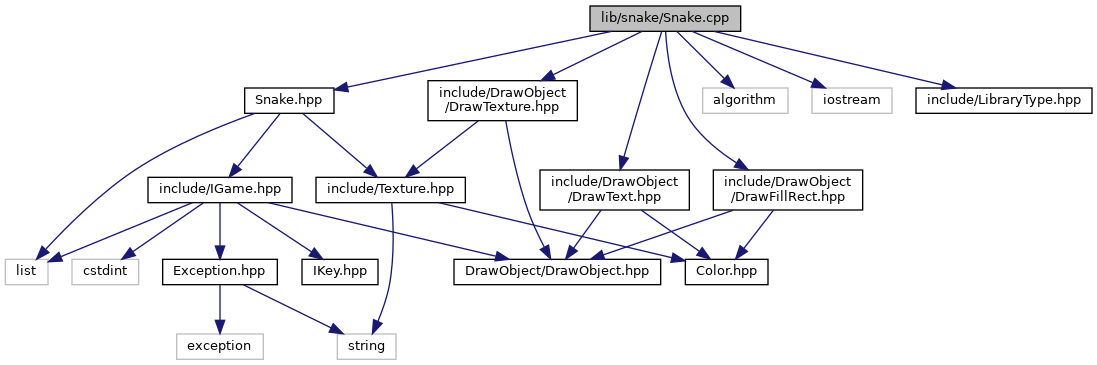 lib/snake/Snake.cpp
Snake.hpp
include/DrawObject
/DrawTexture.hpp
algorithm
iostream
include/LibraryType.hpp
include/IGame.hpp
include/Texture.hpp
include/DrawObject
/DrawText.hpp
include/DrawObject
/DrawFillRect.hpp
list
cstdint
Exception.hpp
IKey.hpp
DrawObject/DrawObject.hpp
Color.hpp
exception
string